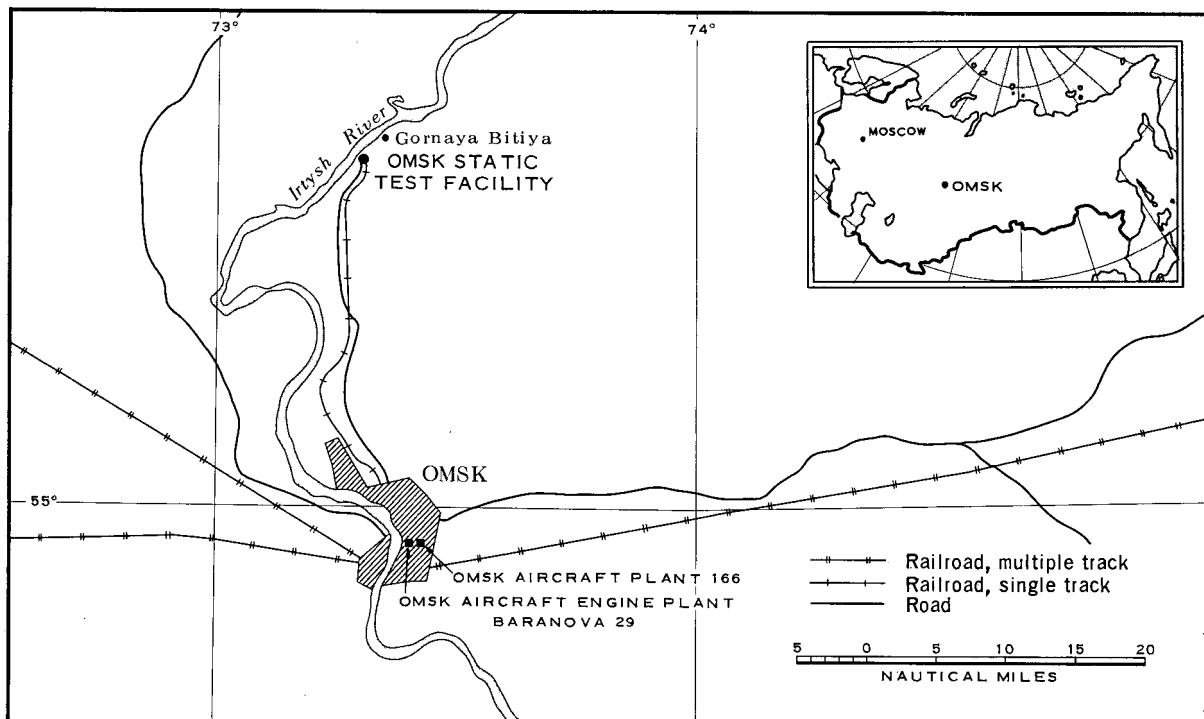 73°
74°
Irtysh River
Gornaya Bitiya
OMSK STATIC
TEST FACILITY
MOSCOW
OMSK
OMSK
55°
OMSK AIRCRAFT PLANT 166
OMSK AIRCRAFT ENGINE PLANT
BARANOVA 29
Railroad, multiple track
Railroad, single track
Road
5 0 5 10 15 20
NAUTICAL MILES